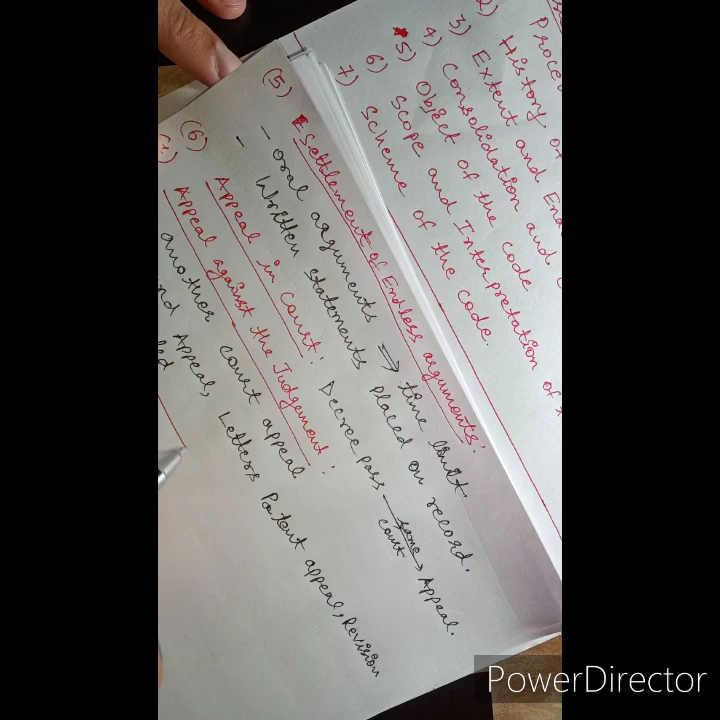 Proce
2) History of
3) Extent and
4) Consolidation and
5) Object of the code
6) Scope and Interpretation of
7) Scheme of the code.
(5) Settlement of Endless arguments:
- oral arguments ⇒ time limit.
- Written statements placed on record.
(6) Appeal in court: Decree pass same court → Appeal.
Appeal against the Judgement:
another court appeal
Appeal, Letters Patent appeal, Revision
PowerDirector